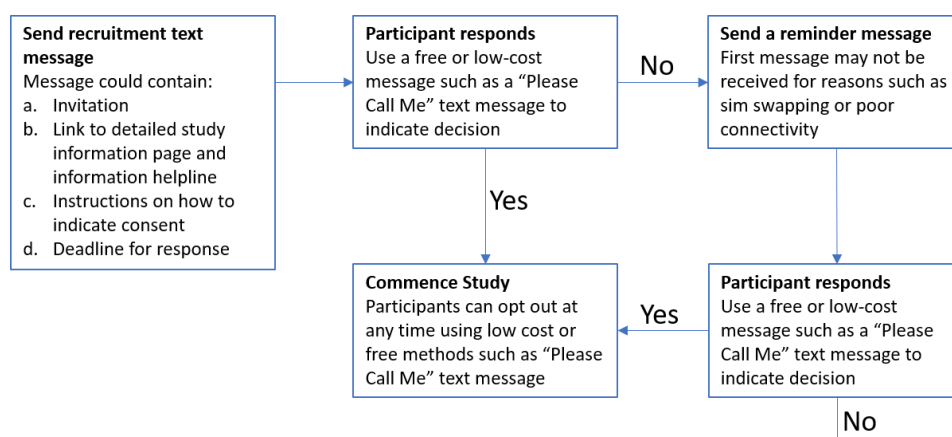 Send recruitment text
message
Message could contain:
a. Invitation
b. Link to detailed study
information page and
information helpline
c. Instructions on how to
indicate consent
d. Deadline for response
Participant responds
Use a free or low-cost
message such as a “Please
Call Me” text message to
indicate decision
No
Send a reminder message
First message may not be
received for reasons such as
sim swapping or poor
connectivity
Yes
Commence Study
Participants can opt out at
any time using low cost or
free methods such as “Please
Call Me” text message
Yes
Participant responds
Use a free or low-cost
message such as a “Please
Call Me” text message to
indicate decision
No